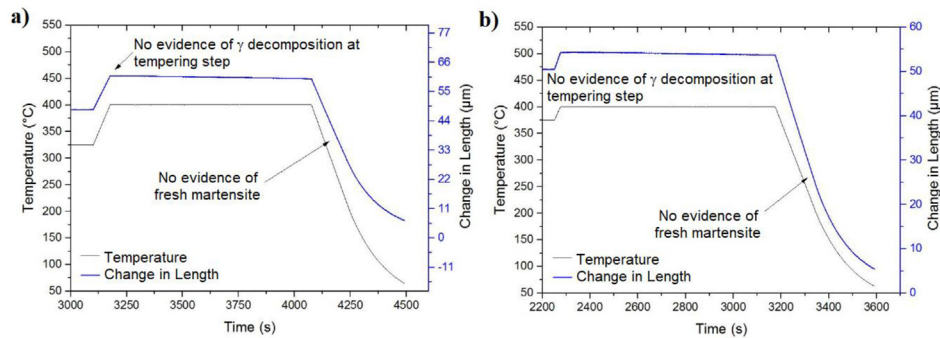 a)
550
500
450
400
350
300
250
200
150
100
50
Temperature (°C)
No evidence of γ decomposition at
tempering step
No evidence of
fresh martensite
Temperature
Change in Length
77
66
60
49
44
33
22
11
6
0
-11
Change in Length (µm)
3000 3250 3500 3750 4000 4250 4500
Time (s)
b)
550
500
450
400
350
300
250
200
150
100
50
Temperature (°C)
No evidence of γ decomposition at
tempering step
No evidence of
fresh martensite
Temperature
Change in Length
60
50
40
30
20
10
0
Change in Length (µm)
2200 2400 2600 2800 3000 3200 3400 3600
Time (s)